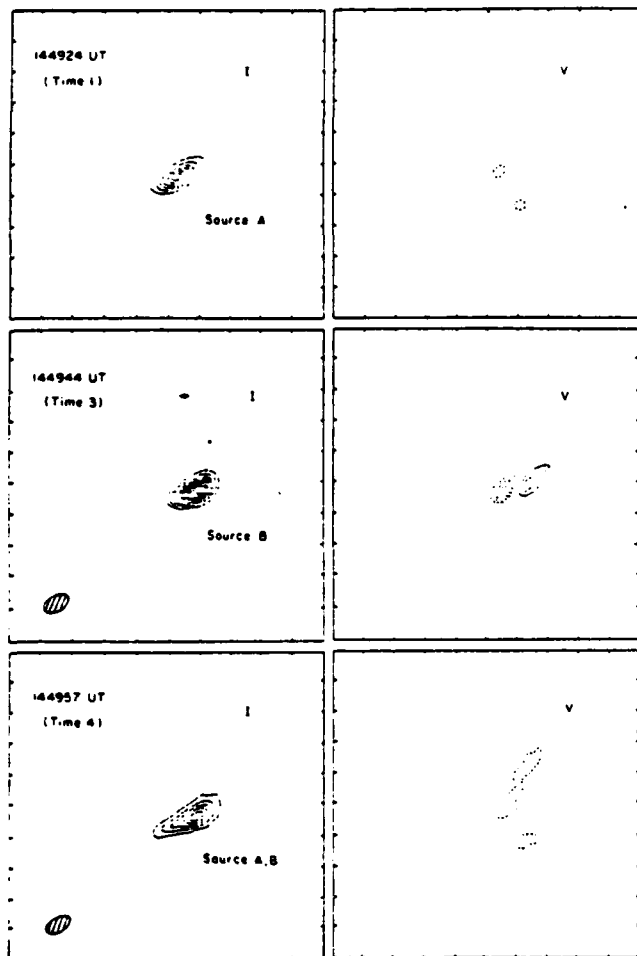 144924 UT
(Time 1)
I
V
Source A
144944 UT
(Time 3)
I
V
Source B
144957 UT
(Time 4)
I
V
Source A,B